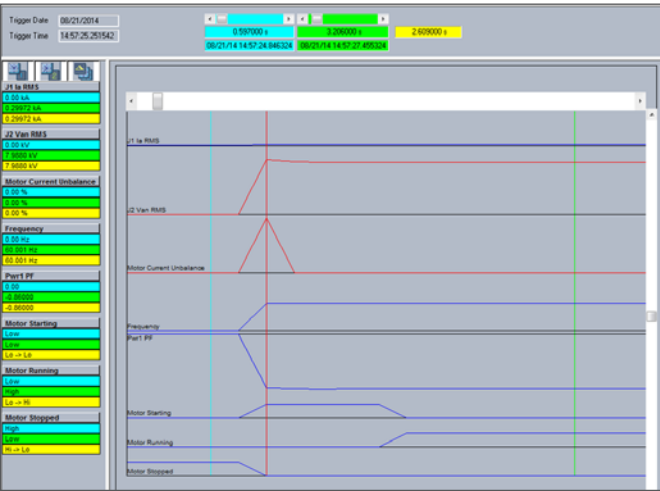 Trigger Date 08/21/2014
Trigger Time 14:57:25.251542
0.597000 s
3.206000 s
2.609000 s
08/21/14 14:57:24.846324
08/21/14 14:57:27.455324
J1 Ia RMS
0.00 kA
0.29972 kA
0.29972 kA
J2 Van RMS
0.00 kV
7.9680 kV
7.9680 kV
Motor Current Unbalance
0.00 %
0.00 %
0.00 %
Frequency
0.00 Hz
60.001 Hz
60.001 Hz
Pwr1 PF
0.00
-0.86000
-0.86000
Motor Starting
Low
Low
Lo -> Lo
Motor Running
Low
High
Lo -> Hi
Motor Stopped
High
Low
Hi -> Lo
J1 Ia RMS
J2 Van RMS
Motor Current Unbalance
Frequency
Pwr1 PF
Motor Starting
Motor Running
Motor Stopped